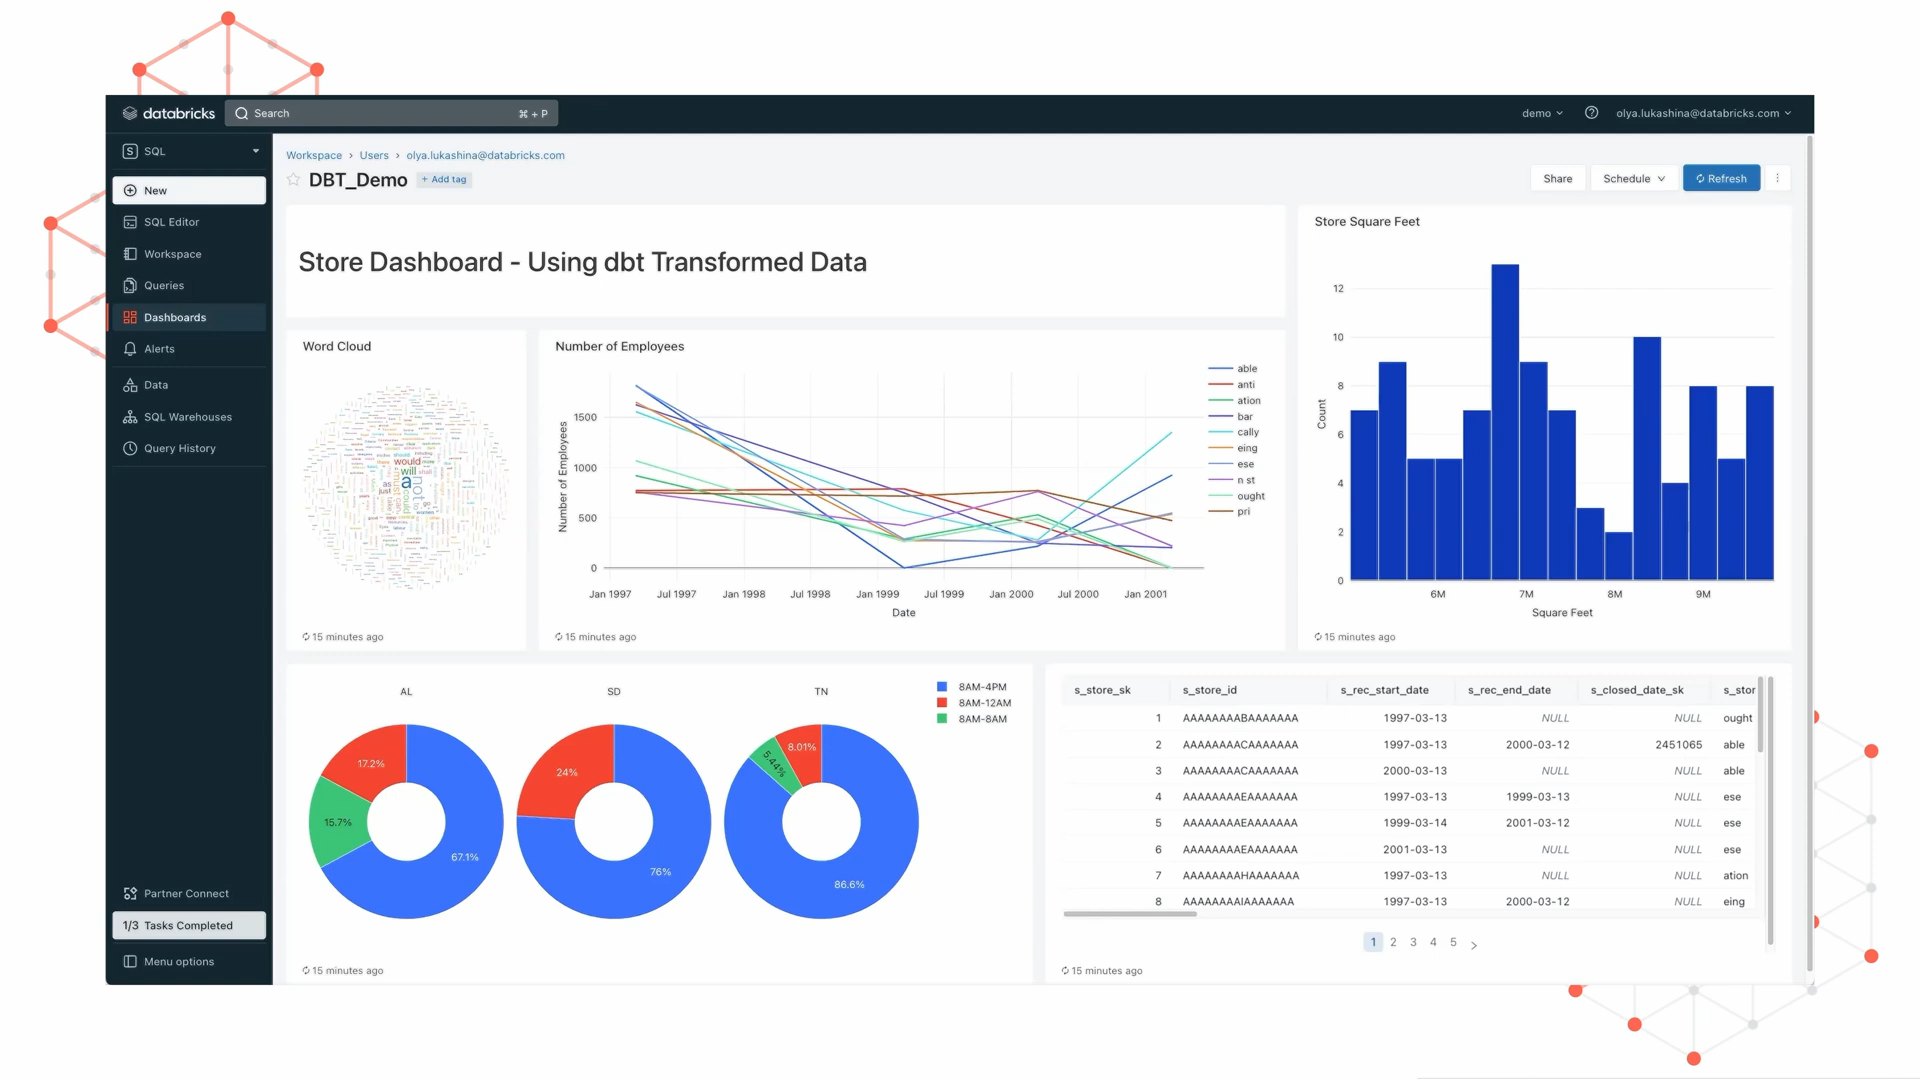 databricks
Search
⌘ + P
demo
olya.lukashina@databricks.com
SQL
New
SQL Editor
Workspace
Queries
Dashboards
Alerts
Data
SQL Warehouses
Query History
Partner Connect
1/3 Tasks Completed
Menu options
Workspace › Users › olya.lukashina@databricks.com
DBT_Demo
+ Add tag
Share
Schedule
Refresh
Store Dashboard - Using dbt Transformed Data
Word Cloud
would
will
shall
a
not
as
just
must
could
can
15 minutes ago
Number of Employees
Number of Employees
1500
1000
500
0
Jan 1997 Jul 1997 Jan 1998 Jul 1998 Jan 1999 Jul 1999 Jan 2000 Jul 2000 Jan 2001
Date
able
anti
ation
bar
cally
eing
ese
n st
ought
pri
15 minutes ago
Store Square Feet
Count
12
10
8
6
4
2
0
6M 7M 8M 9M
Square Feet
15 minutes ago
AL
17.2%
15.7%
67.1%
SD
24%
76%
TN
8.01%
5.44%
86.6%
8AM-4PM
8AM-12AM
8AM-8AM
15 minutes ago
s_store_sk s_store_id s_rec_start_date s_rec_end_date s_closed_date_sk s_stor
1 AAAAAAAABAAAAAAA 1997-03-13 NULL NULL ought
2 AAAAAAAACAAAAAAA 1997-03-13 2000-03-12 2451065 able
3 AAAAAAAACAAAAAAA 2000-03-13 NULL NULL able
4 AAAAAAAAEAAAAAAA 1997-03-13 1999-03-13 NULL ese
5 AAAAAAAAEAAAAAAA 1999-03-14 2001-03-12 NULL ese
6 AAAAAAAAEAAAAAAA 2001-03-13 NULL NULL ese
7 AAAAAAAAHAAAAAAA 1997-03-13 NULL NULL ation
8 AAAAAAAAIAAAAAAA 1997-03-13 2000-03-12 NULL eing
1 2 3 4 5
15 minutes ago